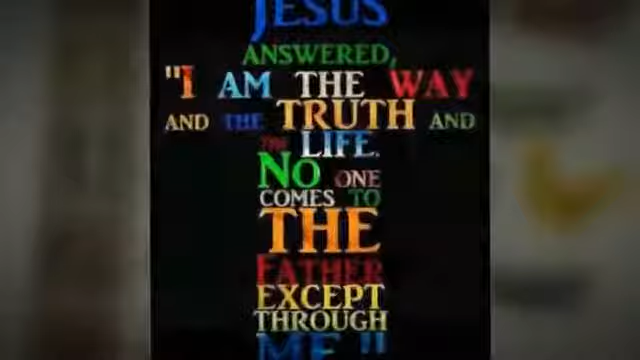 JESUS
ANSWERED,
"I AM THE WAY
AND THE TRUTH AND
THE LIFE.
NO ONE
COMES TO
THE
FATHER
EXCEPT
THROUGH
ME."